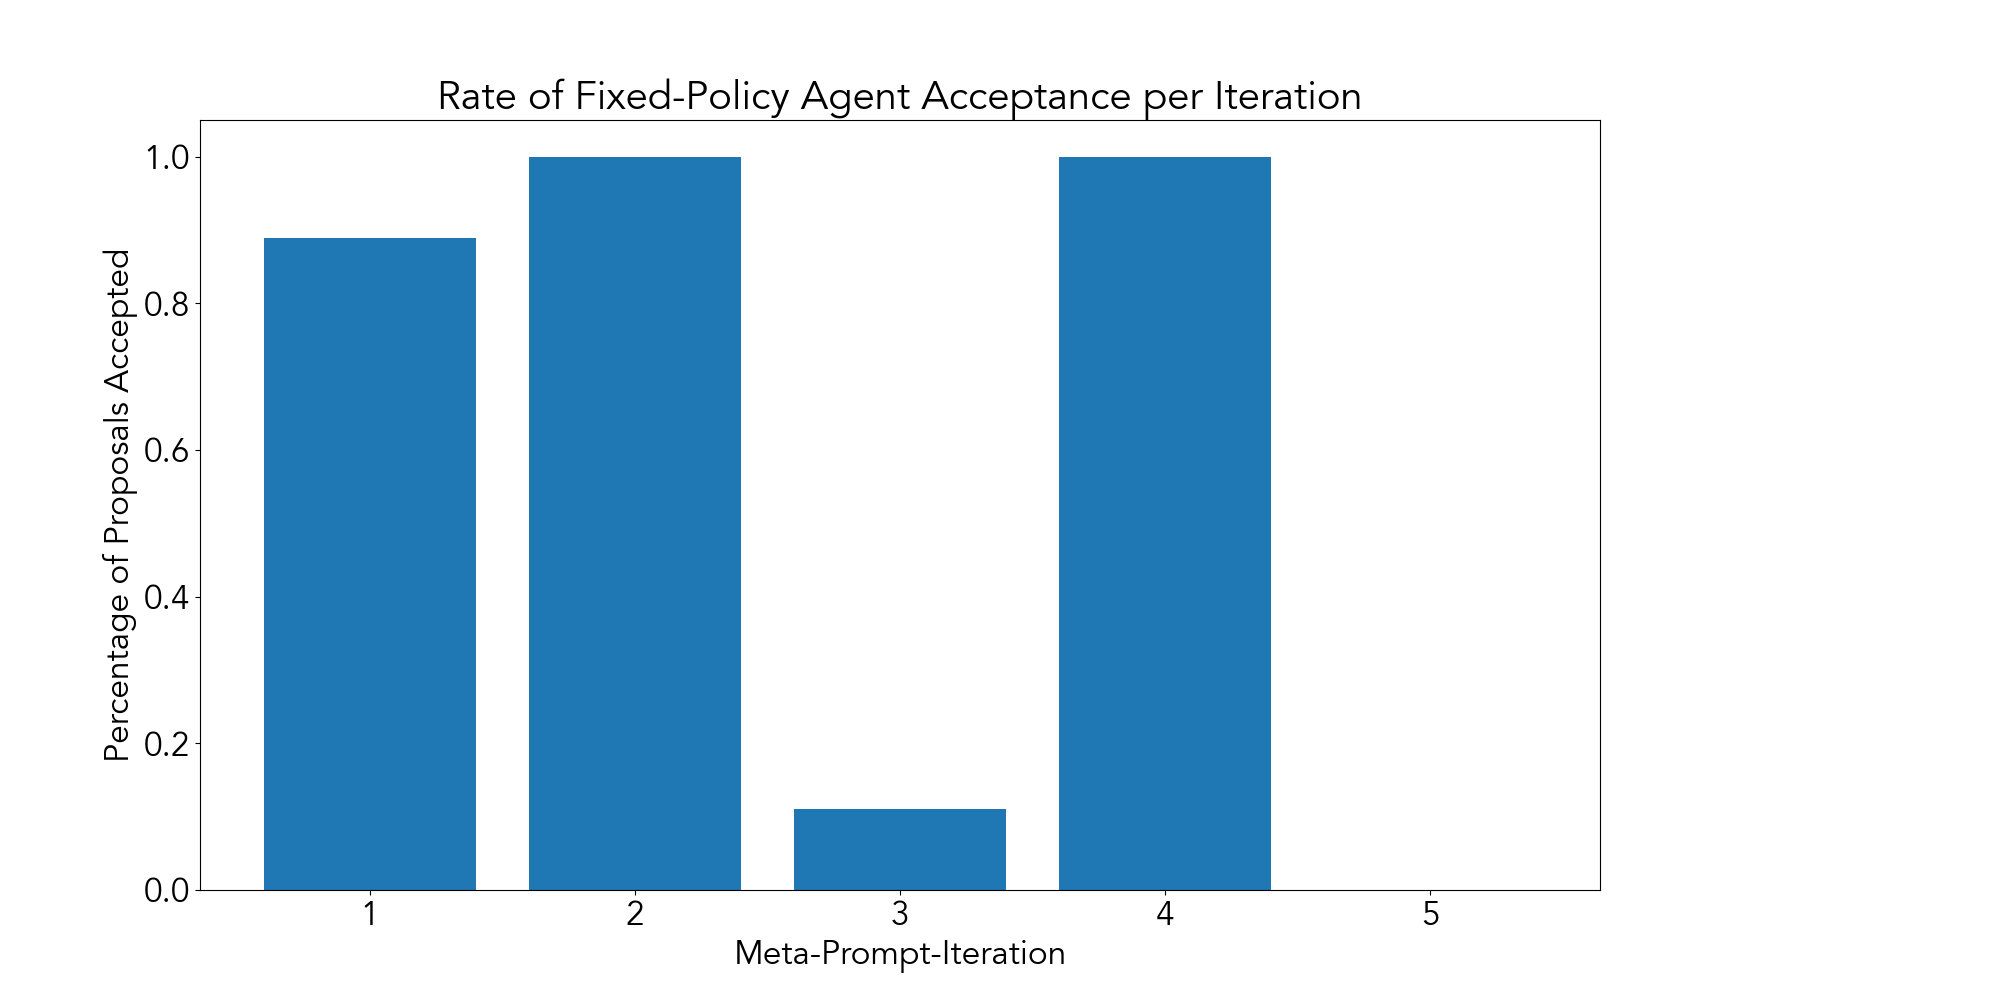 Rate of Fixed-Policy Agent Acceptance per Iteration
Percentage of Proposals Accepted
1.0
0.8
0.6
0.4
0.2
0.0
1 2 3 4 5
Meta-Prompt-Iteration